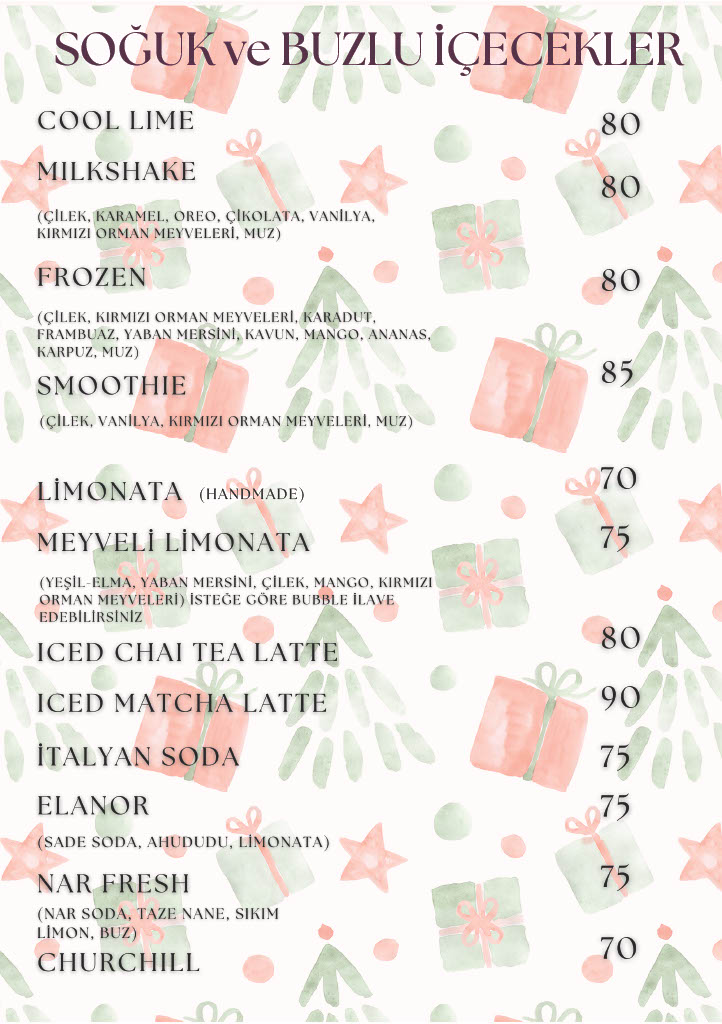 SOĞUK ve BUZLU İÇECEKLER
COOL LIME 80
MILKSHAKE 80
(ÇİLEK, KARAMEL, OREO, ÇİKOLATA, VANİLYA,
KIRMIZI ORMAN MEYVELERİ, MUZ)
FROZEN 80
(ÇİLEK, KIRMIZI ORMAN MEYVELERİ, KARADUT,
FRAMBUAZ, YABAN MERSİNİ, KAVUN, MANGO, ANANAS,
KARPUZ, MUZ)
SMOOTHIE 85
(ÇİLEK, VANİLYA, KIRMIZI ORMAN MEYVELERİ, MUZ)
LİMONATA (HANDMADE) 70
MEYVELİ LİMONATA 75
(YEŞİL-ELMA, YABAN MERSİNİ, ÇİLEK, MANGO, KIRMIZI
ORMAN MEYVELERİ) İSTEĞE GÖRE BUBBLE İLAVE
EDEBİLİRSİNİZ
ICED CHAI TEA LATTE 80
ICED MATCHA LATTE 90
İTALYAN SODA 75
ELANOR 75
(SADE SODA, AHUDUDU, LİMONATA)
NAR FRESH 75
(NAR SODA, TAZE NANE, SIKIM
LİMON, BUZ)
CHURCHILL 70